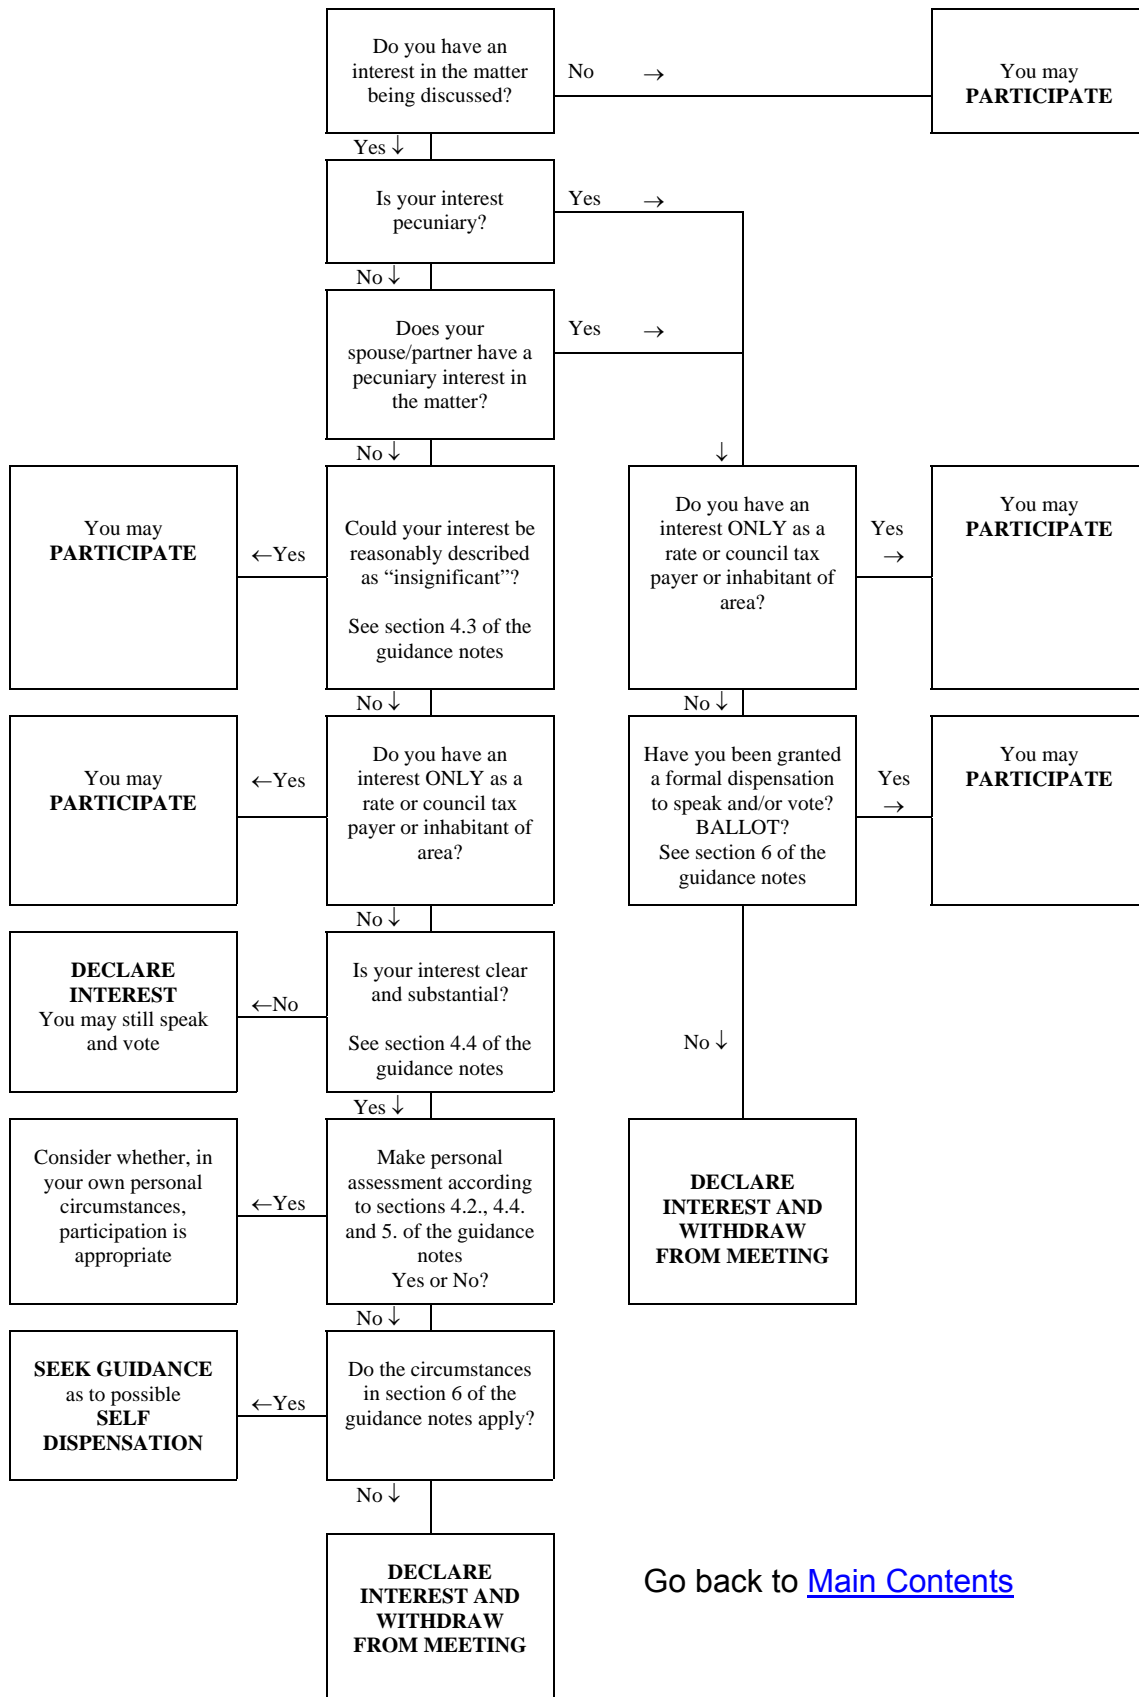 Do you have an
interest in the matter
being discussed?
No →
You may
PARTICIPATE
Yes ↓
Is your interest
pecuniary?
Yes →
No ↓
Does your
spouse/partner have a
pecuniary interest in
the matter?
Yes →
No ↓
↓
You may
PARTICIPATE
←Yes
Could your interest be
reasonably described
as “insignificant”?
See section 4.3 of the
guidance notes
Do you have an
interest ONLY as a
rate or council tax
payer or inhabitant of
area?
Yes
→
You may
PARTICIPATE
No ↓
No ↓
You may
PARTICIPATE
←Yes
Do you have an
interest ONLY as a
rate or council tax
payer or inhabitant of
area?
Have you been granted
a formal dispensation
to speak and/or vote?
BALLOT?
See section 6 of the
guidance notes
Yes
→
You may
PARTICIPATE
No ↓
DECLARE
INTEREST
You may still speak
and vote
←No
Is your interest clear
and substantial?
See section 4.4 of the
guidance notes
No ↓
Yes ↓
Consider whether, in
your own personal
circumstances,
participation is
appropriate
←Yes
Make personal
assessment according
to sections 4.2., 4.4.
and 5. of the guidance
notes
Yes or No?
DECLARE
INTEREST AND
WITHDRAW
FROM MEETING
No ↓
SEEK GUIDANCE
as to possible
SELF
DISPENSATION
←Yes
Do the circumstances
in section 6 of the
guidance notes apply?
No ↓
DECLARE
INTEREST AND
WITHDRAW
FROM MEETING
Go back to Main Contents